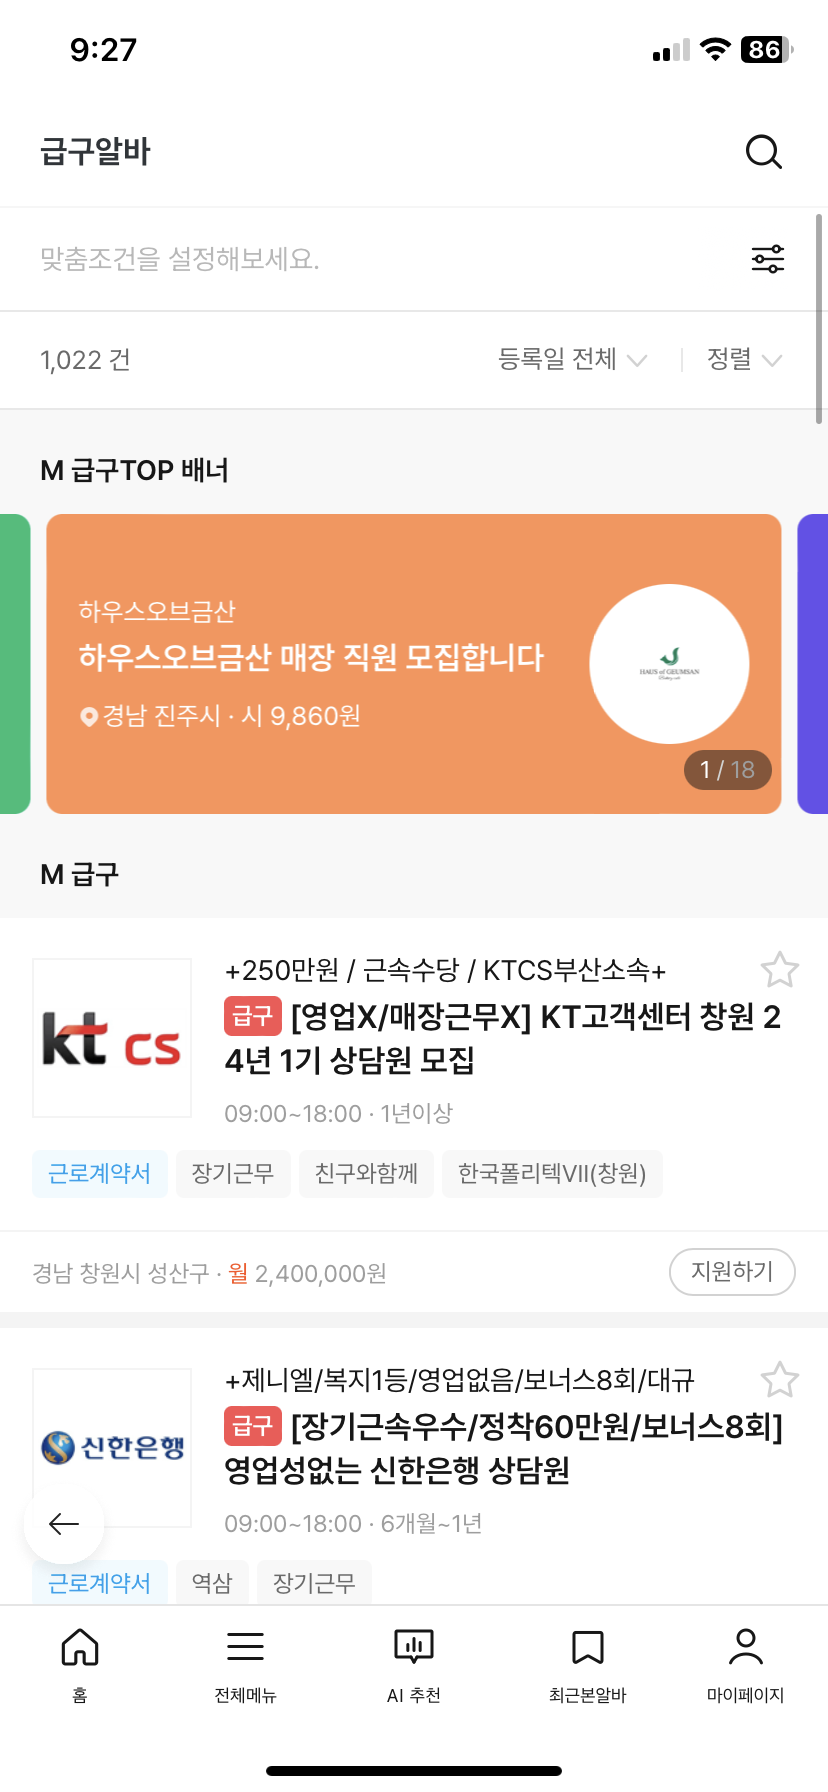 9:27
86
급구알바
맞춤조건을 설정해보세요.
1,022 건
등록일 전체
정렬
M 급구TOP 배너
하우스오브금산
하우스오브금산 매장 직원 모집합니다
경남 진주시 · 시 9,860원
HAUS of GEUMSAN
1 / 18
M 급구
kt cs
+250만원 / 근속수당 / KTCS부산소속+
급구 [영업X/매장근무X] KT고객센터 창원 2
4년 1기 상담원 모집
09:00~18:00 · 1년이상
근로계약서
장기근무
친구와함께
한국폴리텍VII(창원)
경남 창원시 성산구 · 월 2,400,000원
지원하기
신한은행
+제니엘/복지1등/영업없음/보너스8회/대규
급구 [장기근속우수/정착60만원/보너스8회]
영업성없는 신한은행 상담원
09:00~18:00 · 6개월~1년
근로계약서
역삼
장기근무
홈
전체메뉴
AI 추천
최근본알바
마이페이지